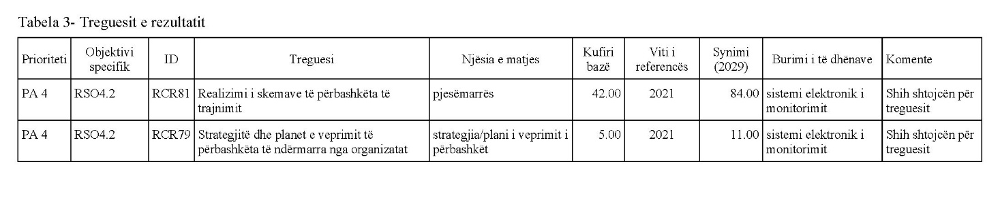 Tabela 3- Treguesit e rezultatit
Prioriteti
Objektivi
specifik
ID
Treguesi
Njësia e matjes
Kufiri
bazë
Viti i
referencës
Synimi
(2029)
Burimi i të dhënave
Komente
PA 4
RSO4.2
RCR81
Realizimi i skemave të përbashkëta të
trajnimit
pjesëmarrës
42.00
2021
84.00
sistemi elektronik i
monitorimit
Shih shtojcën për
treguesit
PA 4
RSO4.2
RCR79
Strategjitë dhe planet e veprimit të
përbashkëta të ndërmarra nga organizatat
strategjia/plani i veprimit i
përbashkët
5.00
2021
11.00
sistemi elektronik i
monitorimit
Shih shtojcën për
treguesit